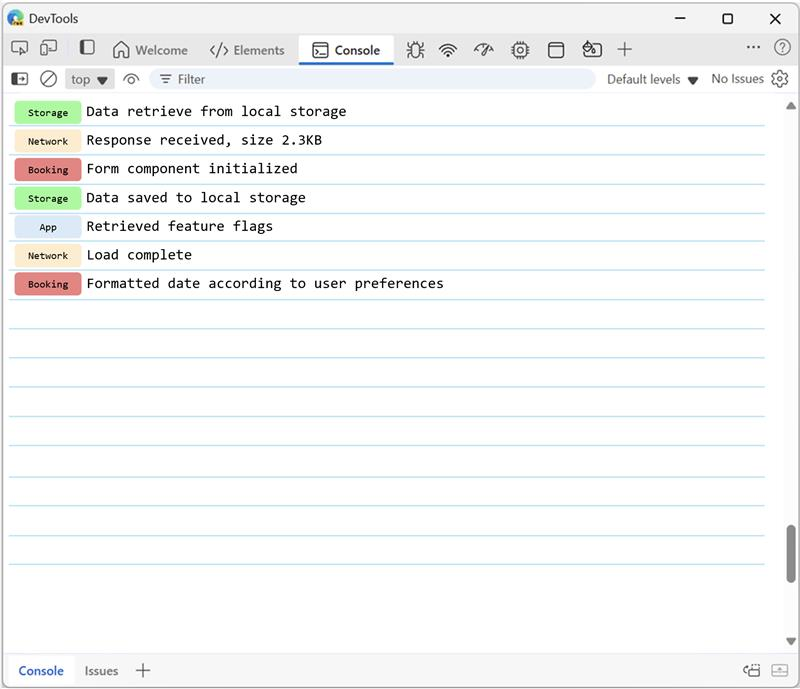 DevTools
Welcome </> Elements Console
top Filter Default levels No Issues
Storage Data retrieve from local storage
Network Response received, size 2.3KB
Booking Form component initialized
Storage Data saved to local storage
App Retrieved feature flags
Network Load complete
Booking Formatted date according to user preferences
Console Issues